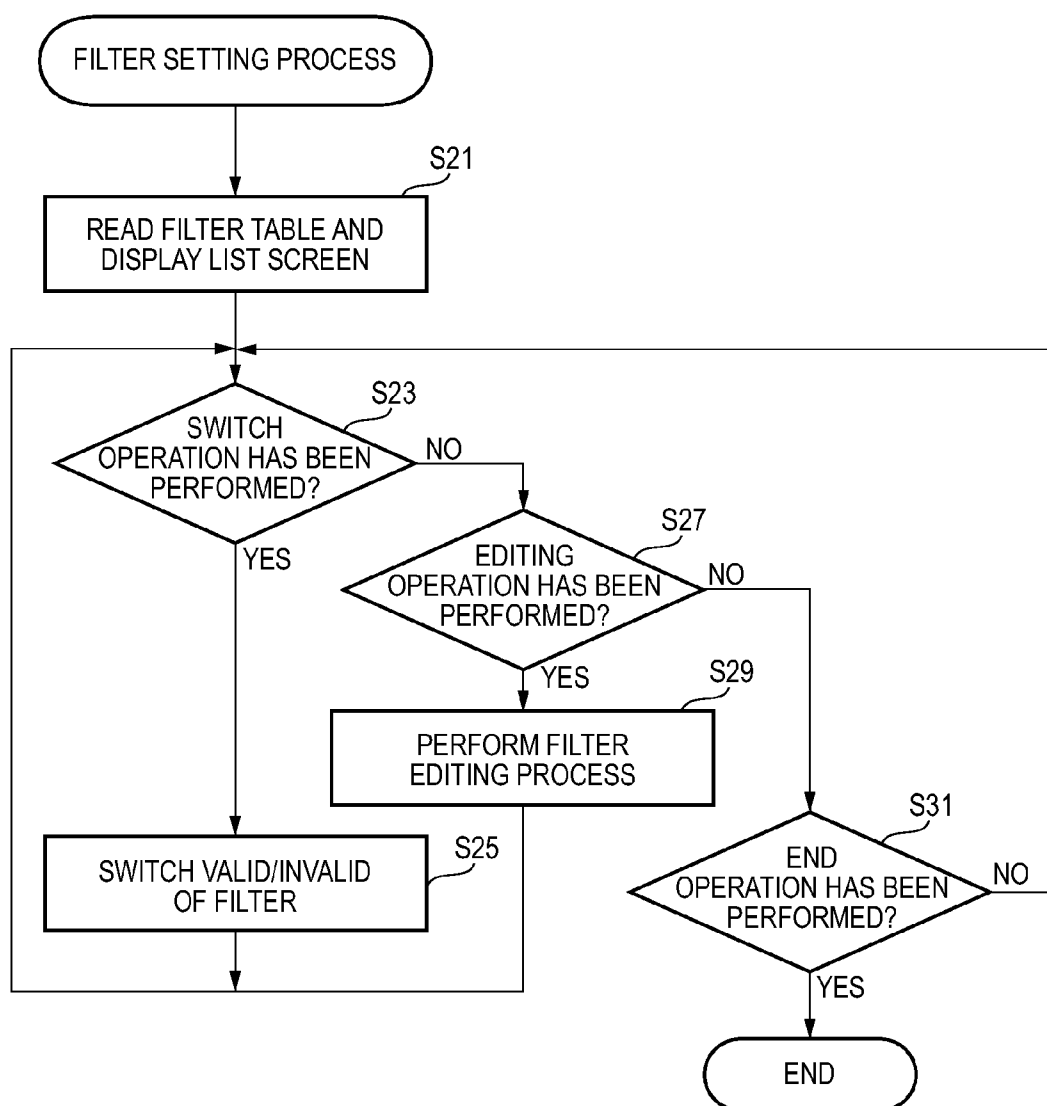 FILTER SETTING PROCESS
S21
READ FILTER TABLE AND
DISPLAY LIST SCREEN
S23
SWITCH
OPERATION HAS BEEN
PERFORMED?
NO
YES
S27
EDITING
OPERATION HAS BEEN
PERFORMED?
NO
YES
S29
PERFORM FILTER
EDITING PROCESS
S25
SWITCH VALID/INVALID
OF FILTER
S31
END
OPERATION HAS BEEN
PERFORMED?
NO
YES
END